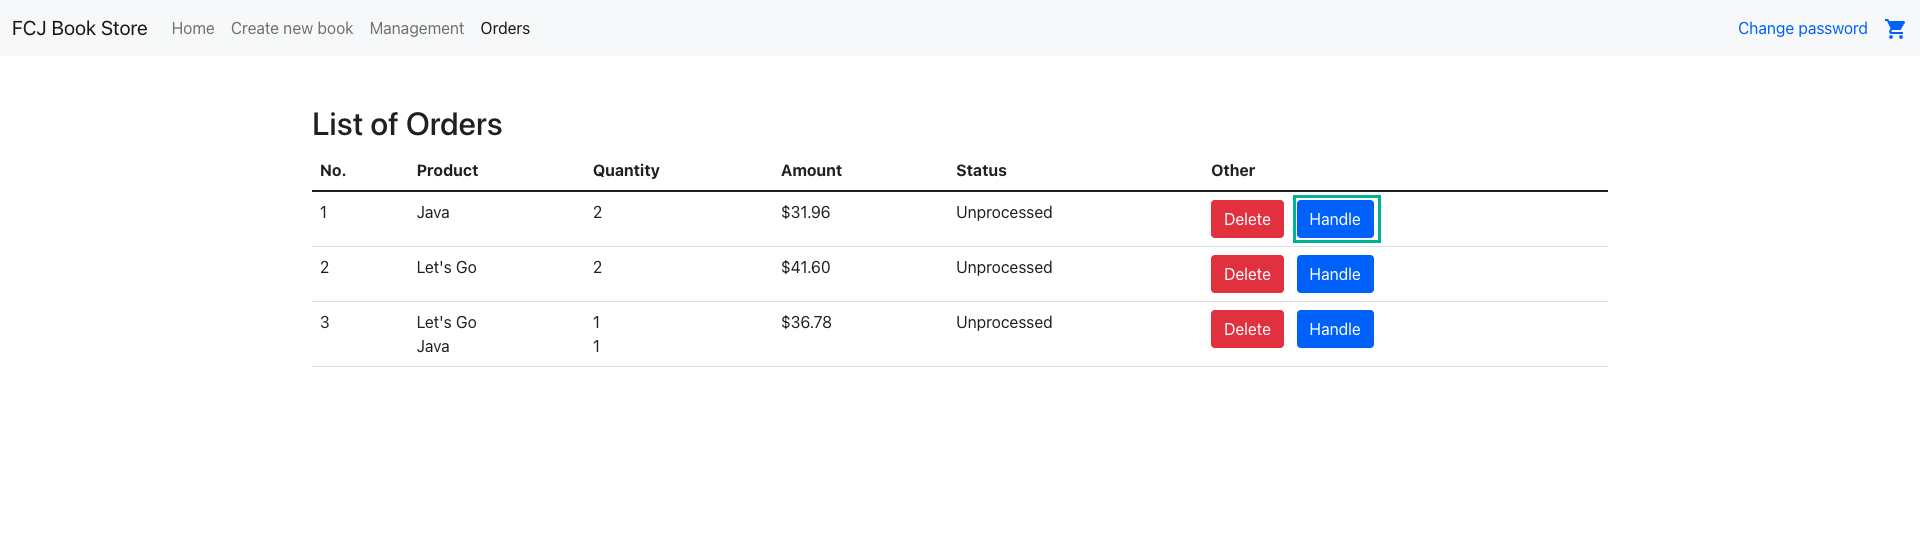 FCJ Book Store Home Create new book Management Orders Change password
List of Orders
No. Product Quantity Amount Status Other
1 Java 2 $31.96 Unprocessed Delete Handle
2 Let's Go 2 $41.60 Unprocessed Delete Handle
3 Let's Go 1 $36.78 Unprocessed Delete Handle
Java 1